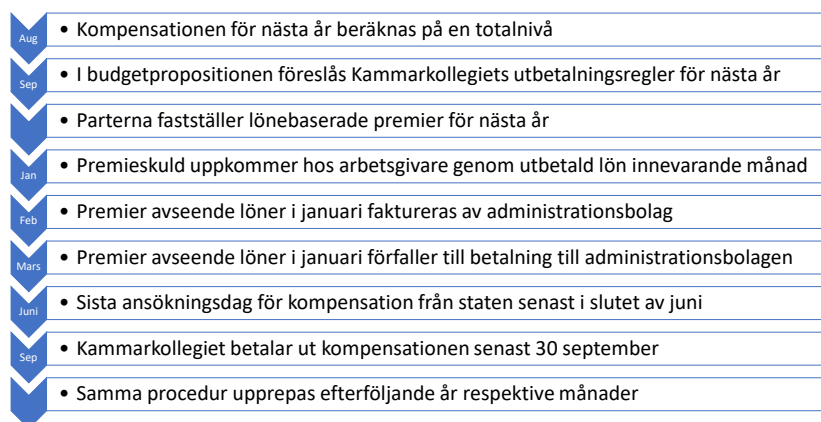 Aug
• Kompensationen för nästa år beräknas på en totalnivå
Sep
• I budgetpropositionen föreslås Kammarkollegiets utbetalningsregler för nästa år
• Parterna fastställer lönebaserade premier för nästa år
Jan
• Premieskuld uppkommer hos arbetsgivare genom utbetald lön innevarande månad
Feb
• Premier avseende löner i januari faktureras av administrationsbolag
Mars
• Premier avseende löner i januari förfaller till betalning till administrationsbolagen
Juni
• Sista ansökningsdag för kompensation från staten senast i slutet av juni
Sep
• Kammarkollegiet betalar ut kompensationen senast 30 september
• Samma procedur upprepas efterföljande år respektive månader